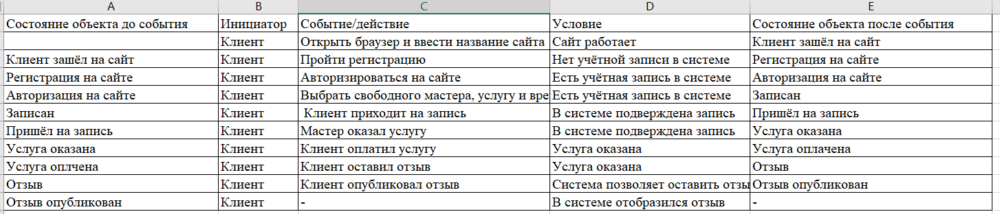 A B C D E
Состояние объекта до события Инициатор Событие/действие Условие Состояние объекта после события
Клиент Открыть браузер и ввести название сайта Сайт работает Клиент зашёл на сайт
Клиент зашёл на сайт Клиент Пройти регистрацию Нет учётной записи в системе Регистрация на сайте
Регистрация на сайте Клиент Авторизироваться на сайте Есть учётная запись в системе Авторизация на сайте
Авторизация на сайте Клиент Выбрать свободного мастера, услугу и вре Есть учётная запись в системе Записан
Записан Клиент Клиент приходит на запись В системе подверждена запись Пришёл на запись
Пришёл на запись Клиент Мастер оказал услугу В системе подверждена запись Услуга оказана
Услуга оказана Клиент Клиент оплатил услугу Услуга оказана Услуга оплачена
Услуга оплчена Клиент Клиент оставил отзыв Услуга оказана Отзыв
Отзыв Клиент Клиент опубликовал отзыв Система позволяет оставить отзы Отзыв опубликован
Отзыв опубликован Клиент - В системе отобразился отзыв -